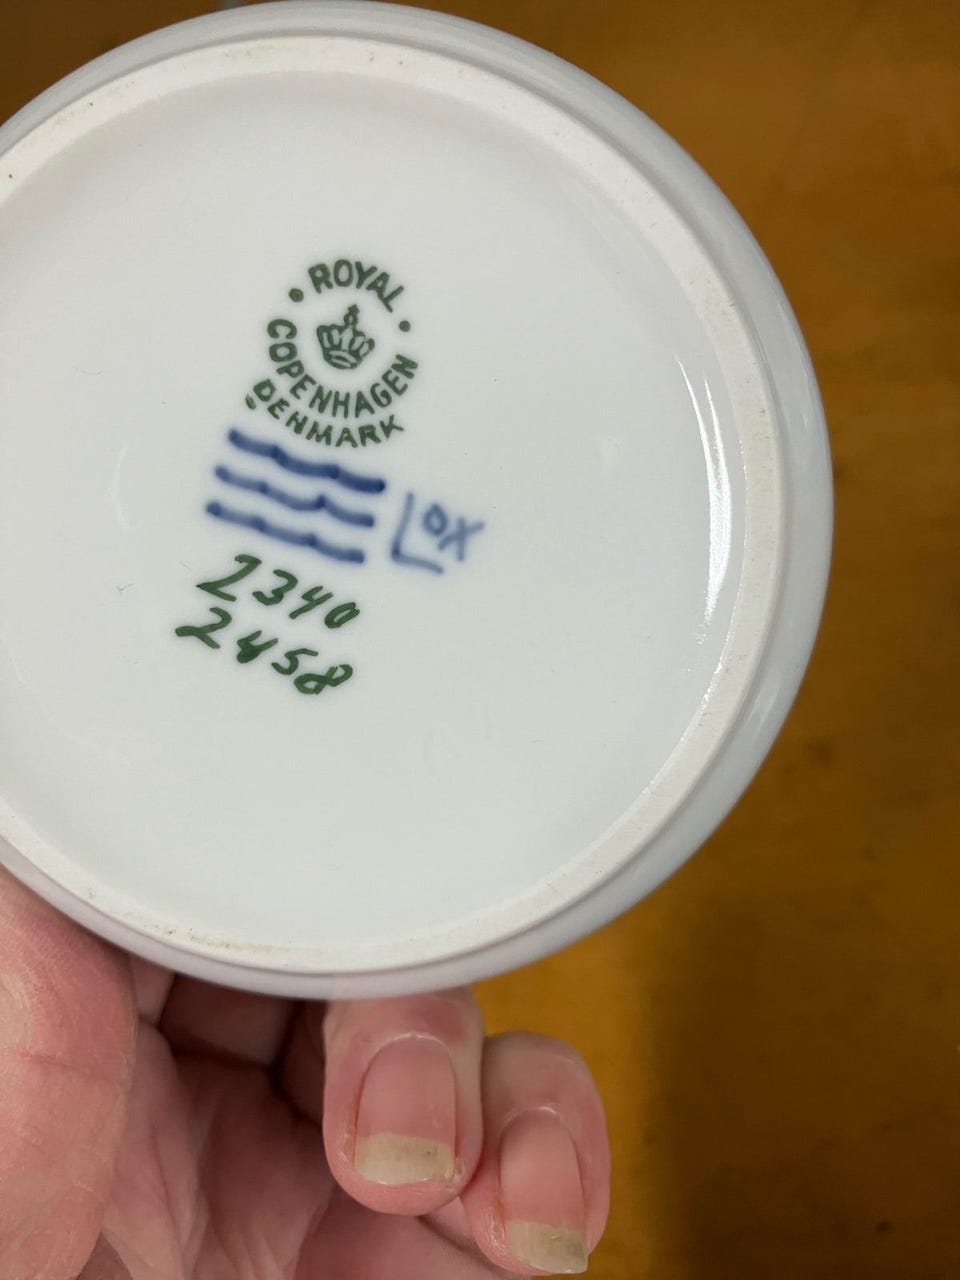 ROYAL
COPENHAGEN
DENMARK
2340
2458